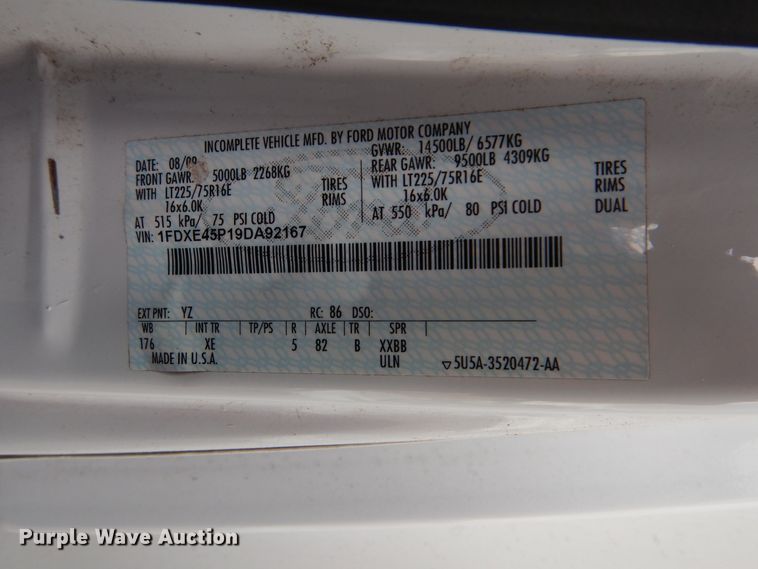 INCOMPLETE VEHICLE MFD. BY FORD MOTOR COMPANY
DATE: 08/09 GVWR: 14500LB/ 6577KG
FRONT GAWR: 5000LB 2268KG REAR GAWR: 9500LB 4309KG
WITH LT225/75R16E TIRES WITH LT225/75R16E TIRES
16x6.0K RIMS 16x6.0K RIMS
AT 515 kPa/ 75 PSI COLD AT 550 kPa/ 80 PSI COLD DUAL
VIN: 1FDXE45P19DA92167
EXT PNT: YZ RC: 86 DSO:
WB INT TR TP/PS R AXLE TR SPR
176 XE 5 82 B XXBB
MADE IN U.S.A. ULN ▽5U5A-3520472-AA
Purple Wave Auction